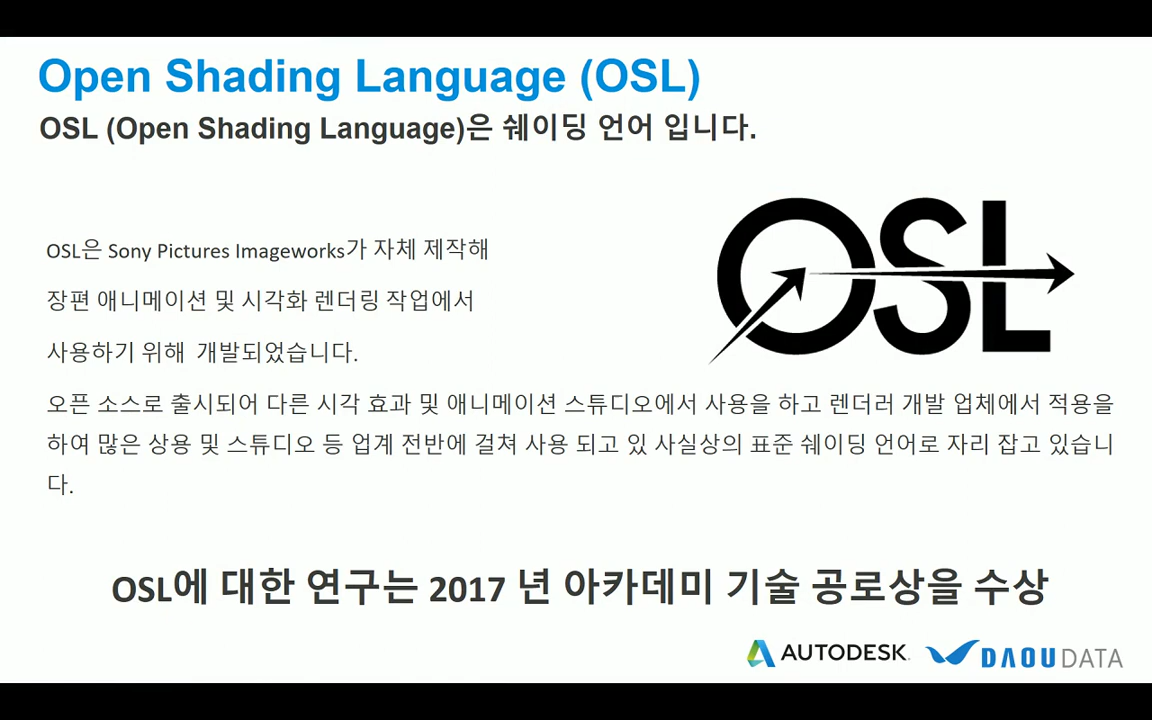 Open Shading Language (OSL)
OSL (Open Shading Language)은 쉐이딩 언어 입니다.
OSL은 Sony Pictures Imageworks가 자체 제작해
장편 애니메이션 및 시각화 렌더링 작업에서
사용하기 위해 개발되었습니다.
OSL
오픈 소스로 출시되어 다른 시각 효과 및 애니메이션 스튜디오에서 사용을 하고 렌더러 개발 업체에서 적용을
하여 많은 상용 및 스튜디오 등 업계 전반에 걸쳐 사용 되고 있 사실상의 표준 쉐이딩 언어로 자리 잡고 있습니
다.
OSL에 대한 연구는 2017 년 아카데미 기술 공로상을 수상
AUTODESK. DAOU DATA